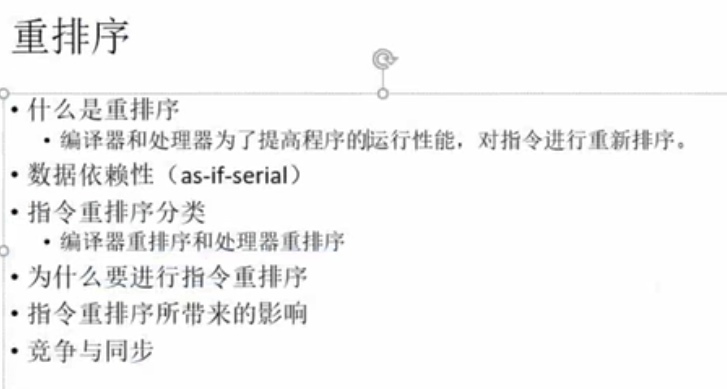 重排序
• 什么是重排序
• 编译器和处理器为了提高程序的运行性能，对指令进行重新排序。
• 数据依赖性（as-if-serial）
• 指令重排序分类
• 编译器重排序和处理器重排序
• 为什么要进行指令重排序
• 指令重排序所带来的影响
• 竞争与同步